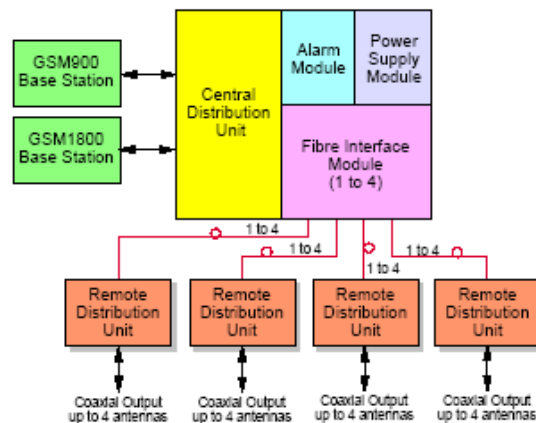 GSM900
Base Station
GSM1800
Base Station
Central
Distribution
Unit
Alarm
Module
Power
Supply
Module
Fibre Interface
Module
(1 to 4)
1 to 4
1 to 4
1 to 4
1 to 4
Remote
Distribution
Unit
Remote
Distribution
Unit
Remote
Distribution
Unit
Remote
Distribution
Unit
Coaxial Output
up to 4 antennas
Coaxial Output
up to 4 antennas
Coaxial Output
up to 4 antennas
Coaxial Output
up to 4 antennas